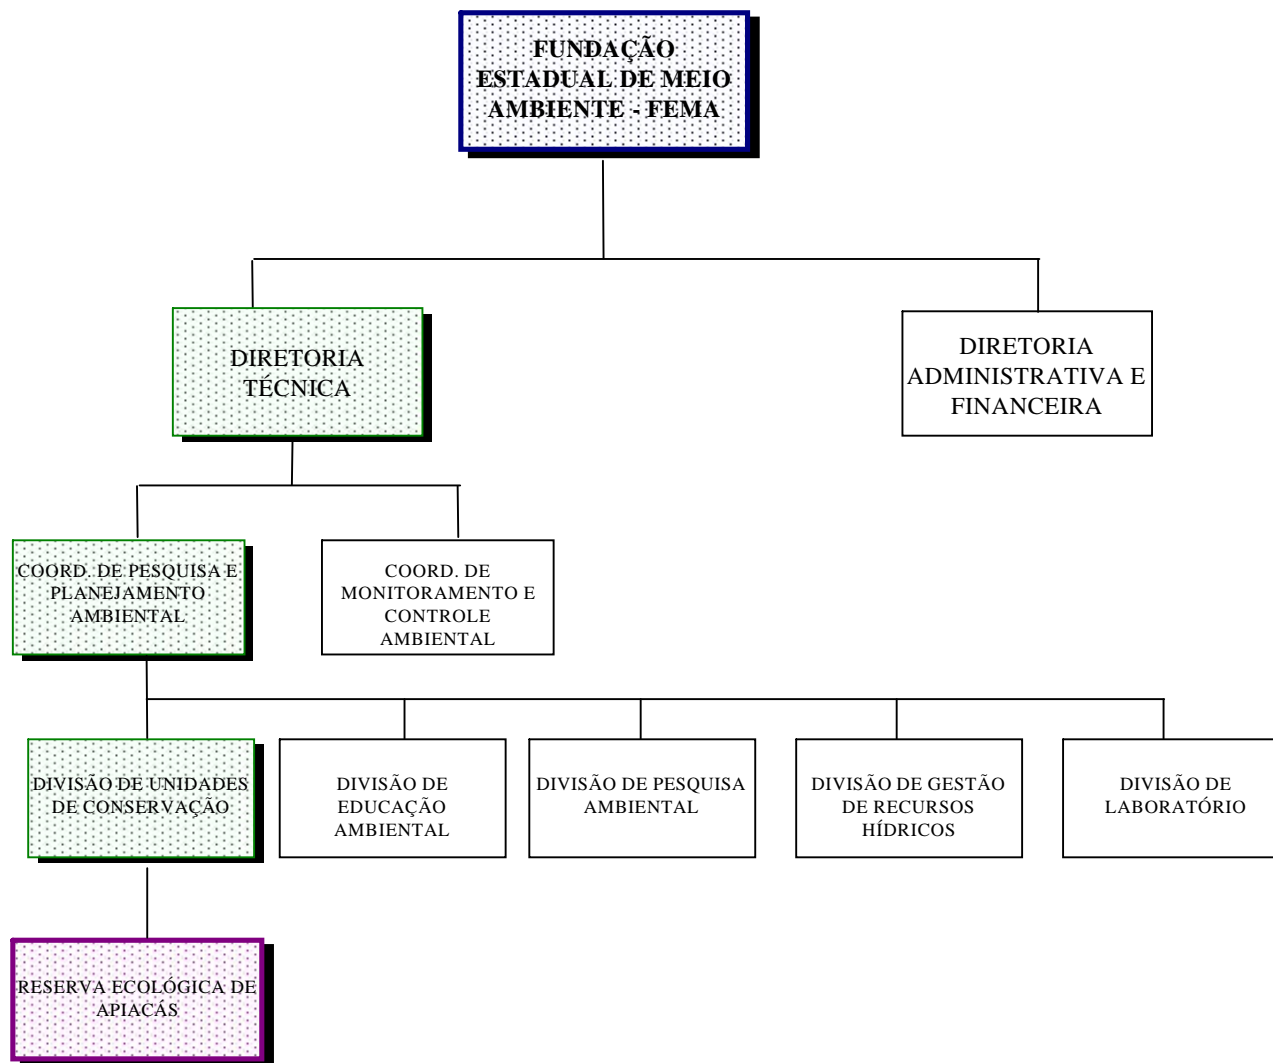 FUNDAÇÃO
ESTADUAL DE MEIO
AMBIENTE - FEMA
DIRETORIA
TÉCNICA
DIRETORIA
ADMINISTRATIVA E
FINANCEIRA
COORD. DE PESQUISA E
PLANEJAMENTO
AMBIENTAL
COORD. DE
MONITORAMENTO E
CONTROLE
AMBIENTAL
DIVISÃO DE UNIDADES
DE CONSERVAÇÃO
DIVISÃO DE
EDUCAÇÃO
AMBIENTAL
DIVISÃO DE PESQUISA
AMBIENTAL
DIVISÃO DE GESTÃO
DE RECURSOS
HÍDRICOS
DIVISÃO DE
LABORATÓRIO
RESERVA ECOLÓGICA DE
APIACÁS